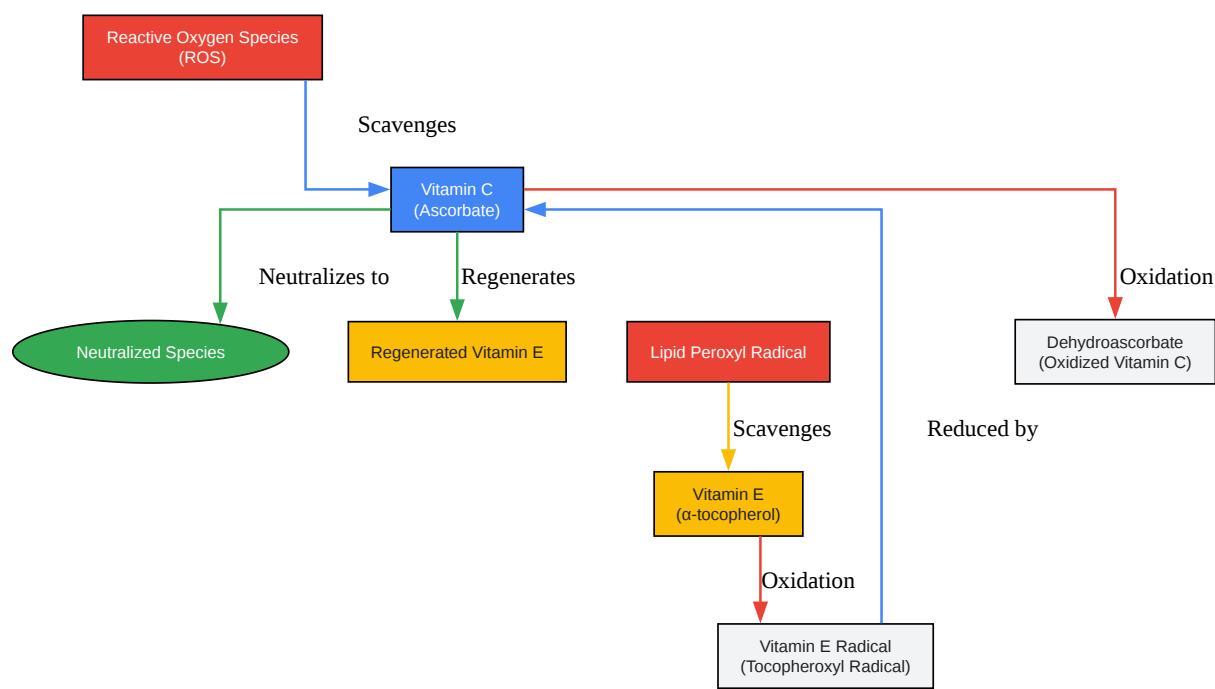 Reactive Oxygen Species
(ROS)
Scavenges
Vitamin C
(Ascorbate)
Neutralizes to
Regenerates
Oxidation
Neutralized Species
Regenerated Vitamin E
Lipid Peroxyl Radical
Dehydroascorbate
(Oxidized Vitamin C)
Scavenges
Reduced by
Vitamin E
(α-tocopherol)
Oxidation
Vitamin E Radical
(Tocopheroxyl Radical)